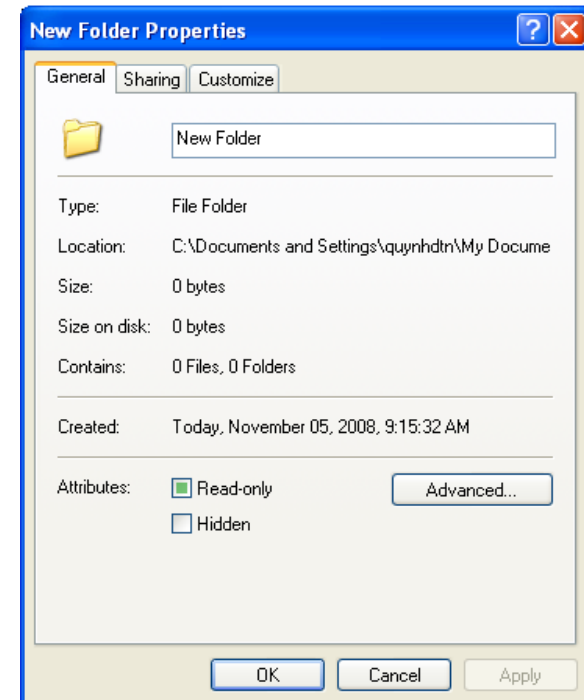 New Folder Properties
General Sharing Customize
New Folder
Type: File Folder
Location: C:\Documents and Settings\quynhdtn\My Docume
Size: 0 bytes
Size on disk: 0 bytes
Contains: 0 Files, 0 Folders
Created: Today, November 05, 2008, 9:15:32 AM
Attributes: Read-only Advanced...
Hidden
OK Cancel Apply